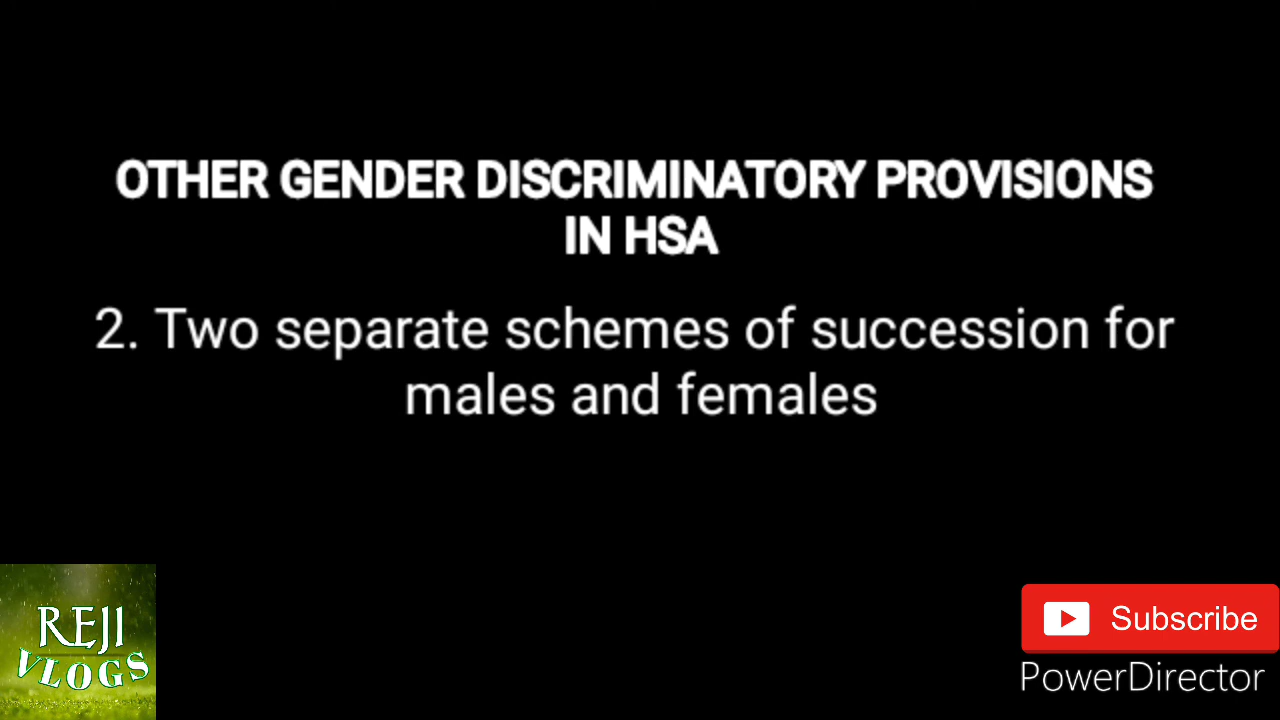 OTHER GENDER DISCRIMINATORY PROVISIONS
IN HSA
2. Two separate schemes of succession for
males and females
REJI
VLOGS
Subscribe
PowerDirector